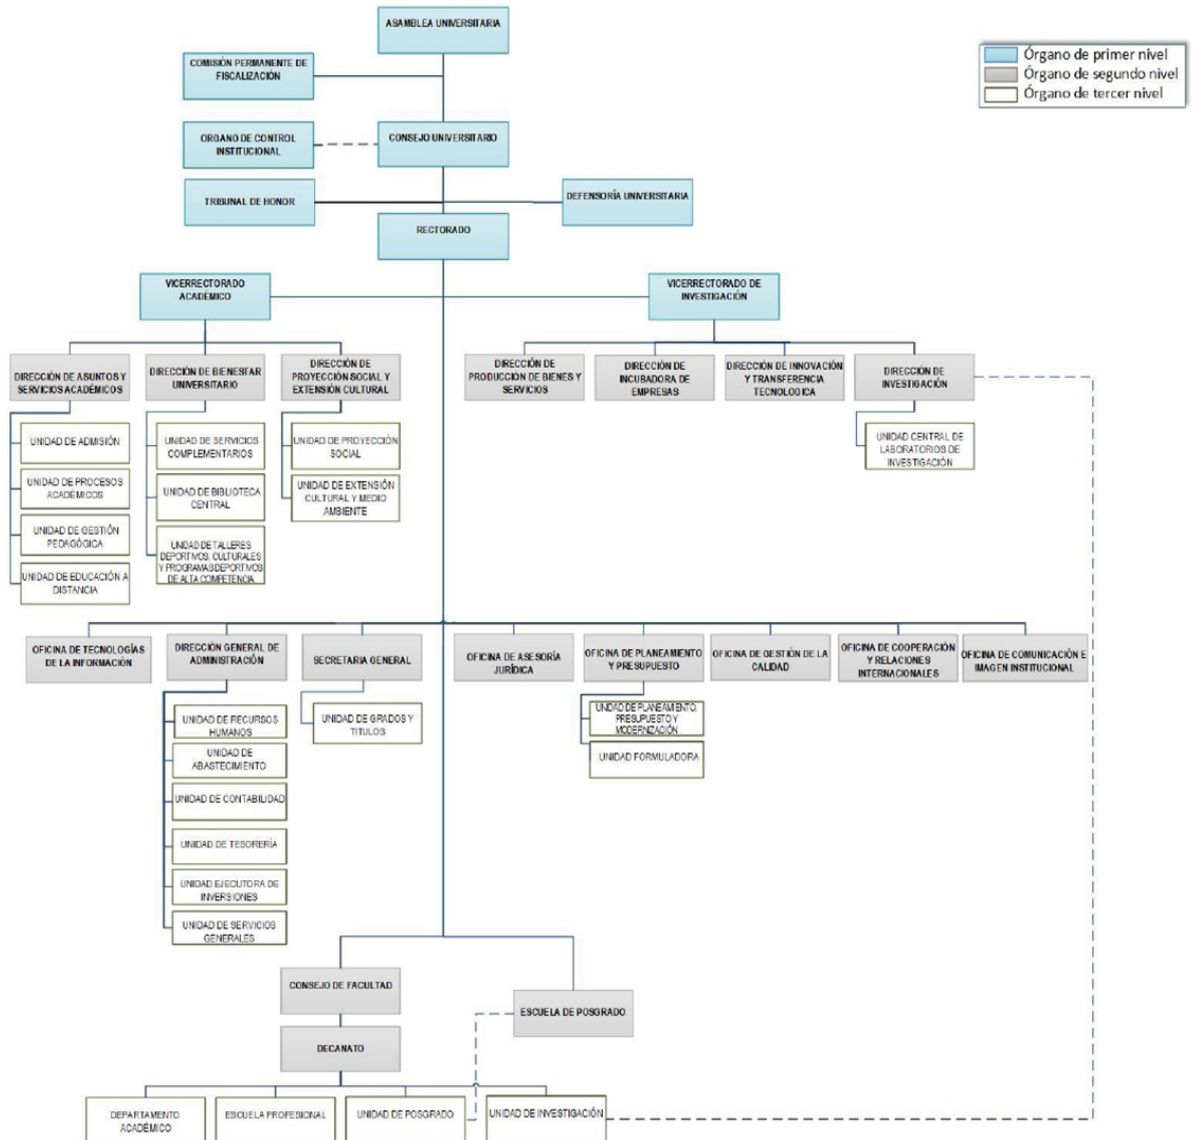 ASAMBLEA UNIVERSITARIA
COMISIÓN PERMANENTE DE
FISCALIZACIÓN
ORGANO DE CONTROL
INSTITUCIONAL
CONSEJO UNIVERSITARIO
TRIBUNAL DE HONOR
DEFENSORÍA UNIVERSITARIA
RECTORADO
Órgano de primer nivel
Órgano de segundo nivel
Órgano de tercer nivel
VICERRECTORADO
ACADÉMICO
VICERRECTORADO DE
INVESTIGACIÓN
DIRECCIÓN DE ASUNTOS Y
SERVICIOS ACADÉMICOS
DIRECCIÓN DE BIENESTAR
UNIVERSITARIO
DIRECCIÓN DE
PROYECCIÓN SOCIAL Y
EXTENSIÓN CULTURAL
DIRECCIÓN DE
PRODUCCIÓN DE BIENES Y
SERVICIOS
DIRECCIÓN DE
INCUBADORA DE
EMPRESAS
DIRECCIÓN DE INNOVACIÓN
Y TRANSFERENCIA
TECNOLOGICA
DIRECCIÓN DE
INVESTIGACIÓN
UNIDAD DE ADMISIÓN
UNIDAD DE PROCESOS
ACADÉMICOS
UNIDAD DE GESTIÓN
PEDAGÓGICA
UNIDAD DE EDUCACIÓN A
DISTANCIA
UNIDAD DE SERVICIOS
COMPLEMENTARIOS
UNIDAD DE BIBLIOTECA
CENTRAL
UNIDAD DE TALLERES
DEPORTIVOS, CULTURALES
Y PROGRAMAS DEPORTIVOS
DE ALTA COMPETENCIA
UNIDAD DE PROYECCIÓN
SOCIAL
UNIDAD DE EXTENSIÓN
CULTURAL Y MEDIO
AMBIENTE
UNIDAD CENTRAL DE
LABORATORIOS DE
INVESTIGACIÓN
OFICINA DE TECNOLOGÍAS
DE LA INFORMACIÓN
DIRECCIÓN GENERAL DE
ADMINISTRACIÓN
SECRETARIA GENERAL
OFICINA DE ASESORÍA
JURÍDICA
OFICINA DE PLANEAMIENTO
Y PRESUPUESTO
OFICINA DE GESTIÓN DE LA
CALIDAD
OFICINA DE COOPERACIÓN
Y RELACIONES
INTERNACIONALES
OFICINA DE COMUNICACIÓN E
IMAGEN INSTITUCIONAL
UNIDAD DE RECURSOS
HUMANOS
UNIDAD DE
ABASTECIMIENTO
UNIDAD DE CONTABILIDAD
UNIDAD DE TESORERÍA
UNIDAD EJECUTORA DE
INVERSIONES
UNIDAD DE SERVICIOS
GENERALES
UNIDAD DE GRADOS Y
TITULOS
UNIDAD DE PLANEAMIENTO,
PRESUPUESTO Y
MODERNIZACIÓN
UNIDAD FORMULADORA
CONSEJO DE FACULTAD
ESCUELA DE POSGRADO
DECANATO
DEPARTAMENTO
ACADÉMICO
ESCUELA PROFESIONAL
UNIDAD DE POSGRADO
UNIDAD DE INVESTIGACIÓN